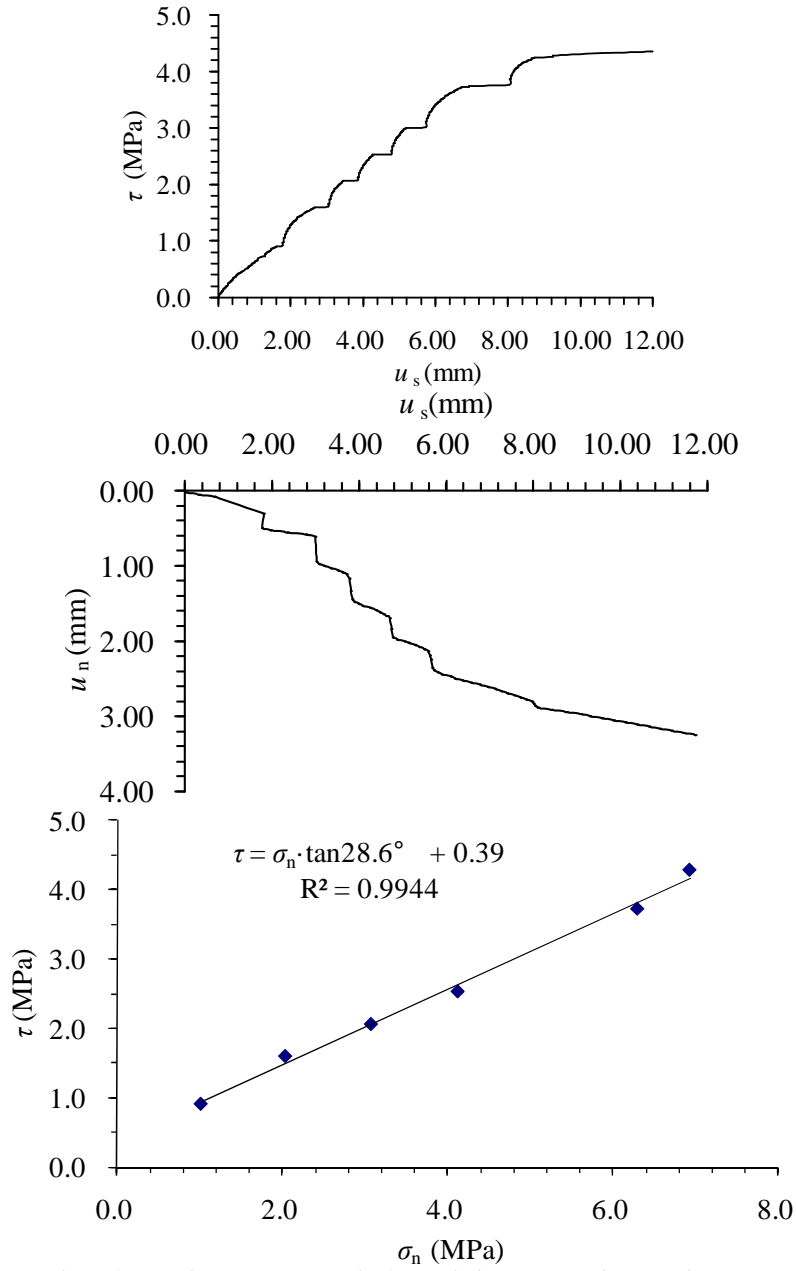 5.0
4.0
3.0
2.0
1.0
0.0
τ (MPa)
0.00 2.00 4.00 6.00 8.00 10.00 12.00
u s (mm)
u s(mm)
0.00 2.00 4.00 6.00 8.00 10.00 12.00
0.00
1.00
2.00
3.00
4.00
u n (mm)
5.0
4.0
3.0
2.0
1.0
0.0
τ (MPa)
τ = σn·tan28.6° + 0.39
R² = 0.9944
0.0 2.0 4.0 6.0 8.0
σn (MPa)